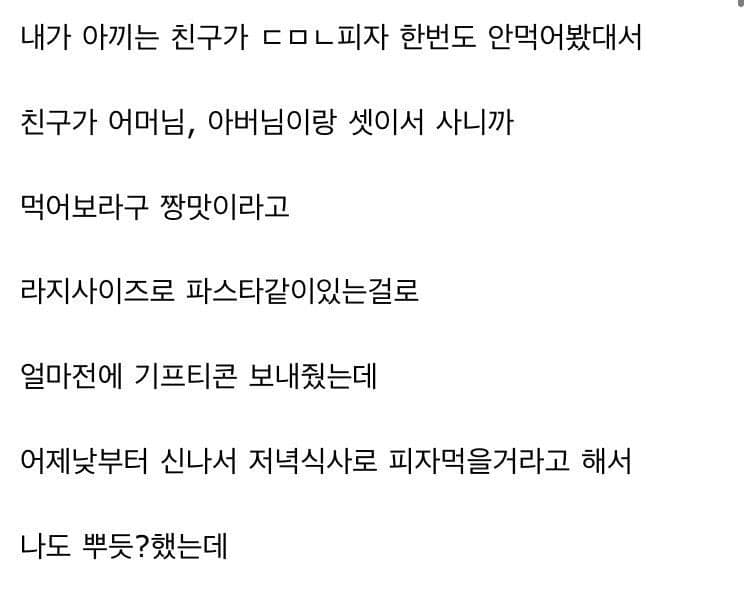 내가 아끼는 친구가 ㄷㅁㄴ피자 한번도 안먹어봤대서
친구가 어머님, 아버님이랑 셋이서 사니까
먹어보라구 짱맛이라고
라지사이즈로 파스타같이있는걸로
얼마전에 기프티콘 보내줬는데
어제낮부터 신나서 저녁식사로 피자먹을거라고 해서
나도 뿌듯?했는데